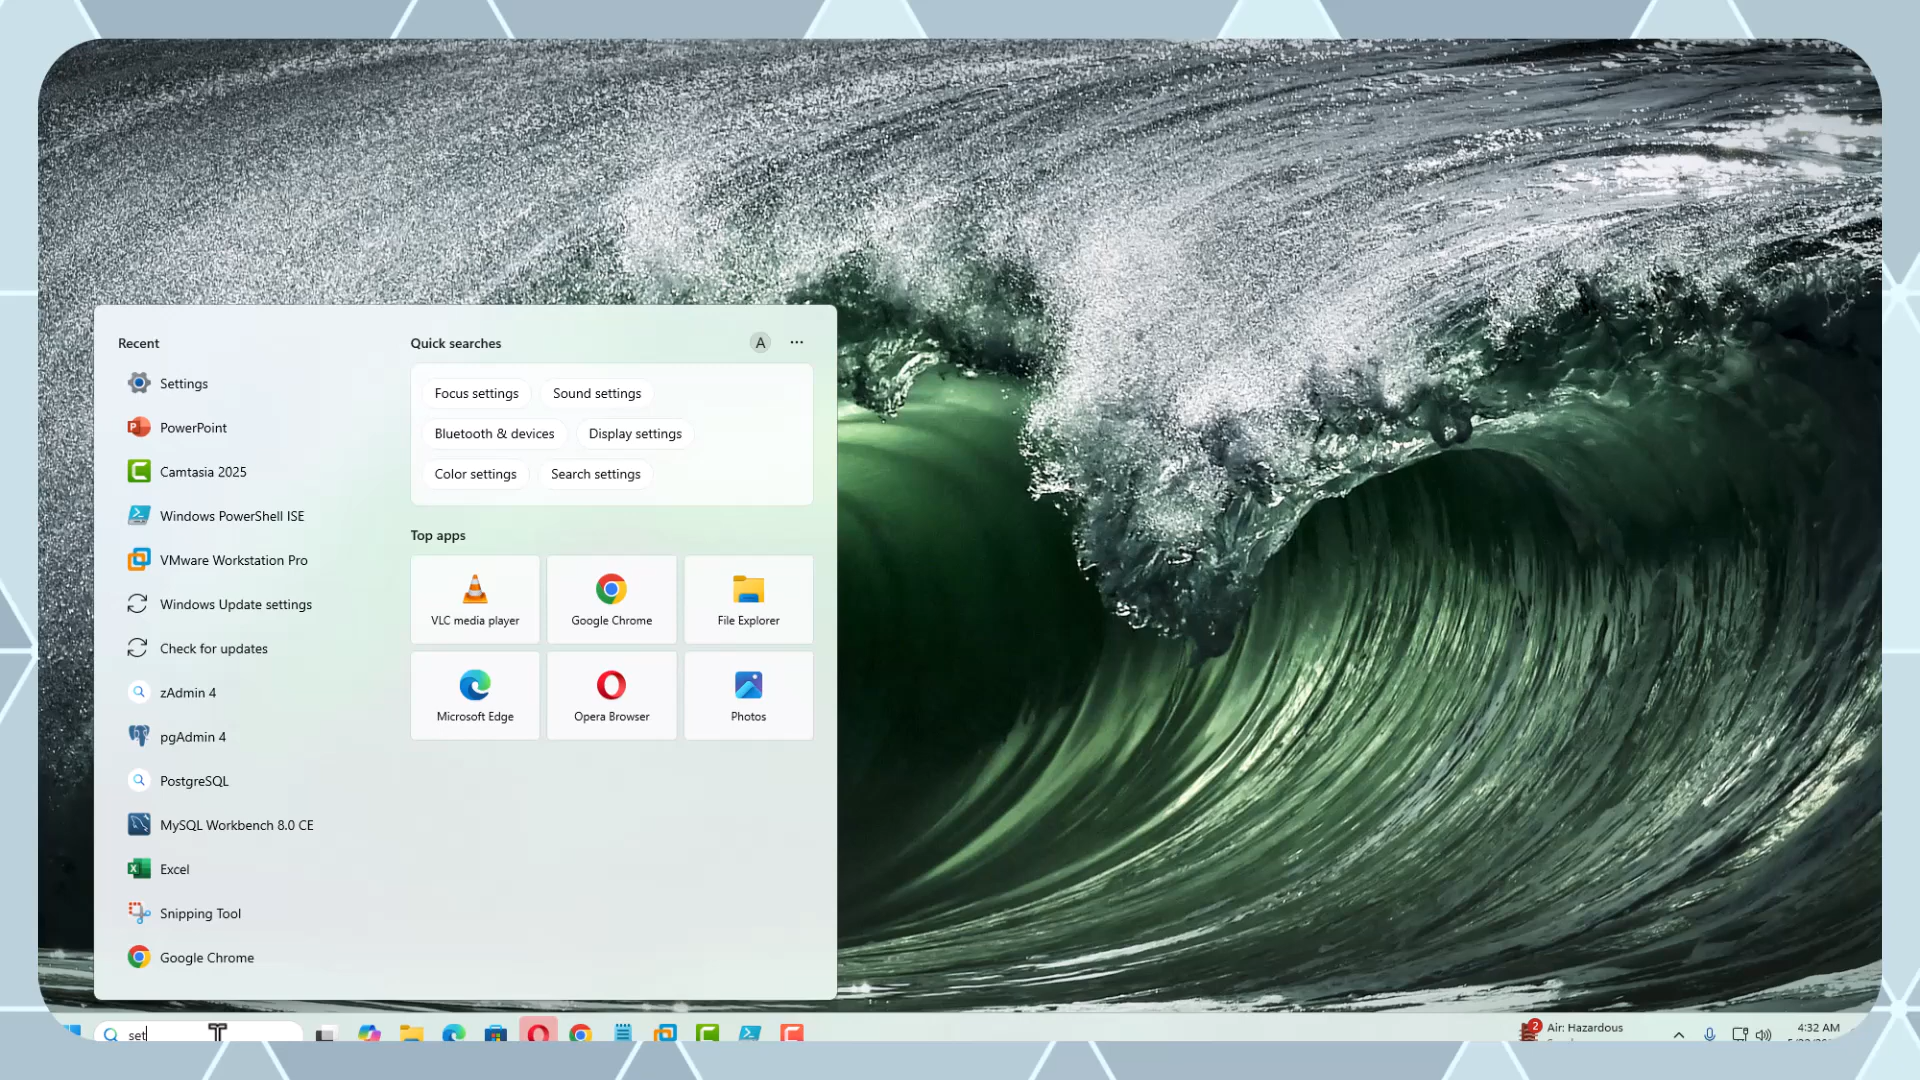 Recent
Settings
PowerPoint
Camtasia 2025
Windows PowerShell ISE
VMware Workstation Pro
Windows Update settings
Check for updates
zAdmin 4
pgAdmin 4
PostgreSQL
MySQL Workbench 8.0 CE
Excel
Snipping Tool
Google Chrome
Quick searches
A
Focus settings
Sound settings
Bluetooth & devices
Display settings
Color settings
Search settings
Top apps
VLC media player
Google Chrome
File Explorer
Microsoft Edge
Opera Browser
Photos
set
2
Air: Hazardous
4:32 AM